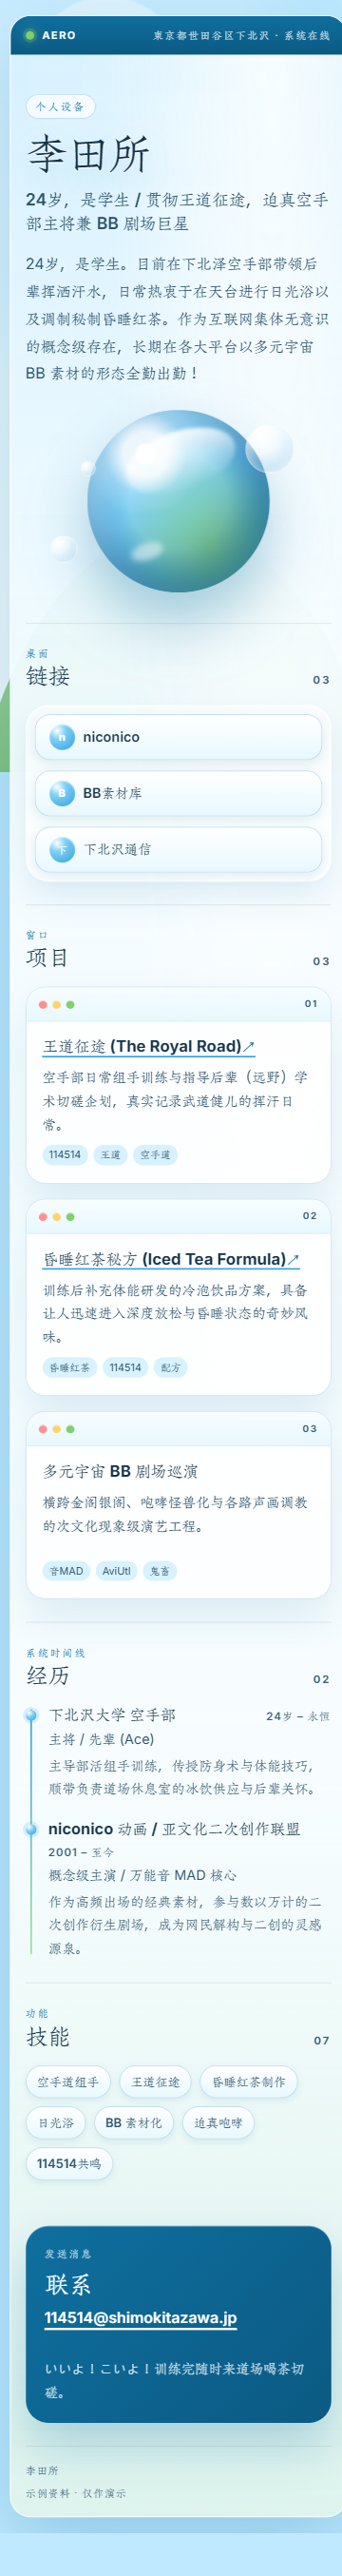 AERO
東京都世田谷区下北沢 · 系统在线
个人设备
李田所
24岁，是学生 / 贯彻王道征途，迫真空手
部主将兼 BB 剧场巨星
24岁，是学生。目前在下北泽空手部带领后
辈挥洒汗水，日常热衷于在天台进行日光浴以
及调制秘制昏睡红茶。作为互联网集体无意识
的概念级存在，长期在各大平台以多元宇宙
BB 素材的形态全勤出勤！
桌面
链接
03
n
niconico
B
BB素材库
下
下北沢通信
窗口
项目
03
01
王道征途 (The Royal Road)↗
空手部日常组手训练与指导后辈（远野）学
术切磋企划，真实记录武道健儿的挥汗日
常。
114514 王道 空手道
02
昏睡红茶秘方 (Iced Tea Formula)↗
训练后补充体能研发的冷泡饮品方案，具备
让人迅速进入深度放松与昏睡状态的奇妙风
味。
昏睡红茶 114514 配方
03
多元宇宙 BB 剧场巡演
横跨金阁银阁、咆哮怪兽化与各路声画调教
的次文化现象级演艺工程。
音MAD AviUtl 鬼畜
系统时间线
经历
02
下北沢大学 空手部
24岁 – 永恒
主将 / 先辈 (Ace)
主导部活组手训练，传授防身术与体能技巧，
顺带负责道场休息室的冰饮供应与后辈关怀。
niconico 动画 / 亚文化二次创作联盟
2001 – 至今
概念级主演 / 万能音 MAD 核心
作为高频出场的经典素材，参与数以万计的二
次创作衍生剧场，成为网民解构与二创的灵感
源泉。
功能
技能
07
空手道组手 王道征途 昏睡红茶制作
日光浴 BB 素材化 迫真咆哮
114514共鸣
发送消息
联系
114514@shimokitazawa.jp
いいよ！こいよ！训练完随时来道场喝茶切
磋。
李田所
示例资料 · 仅作演示